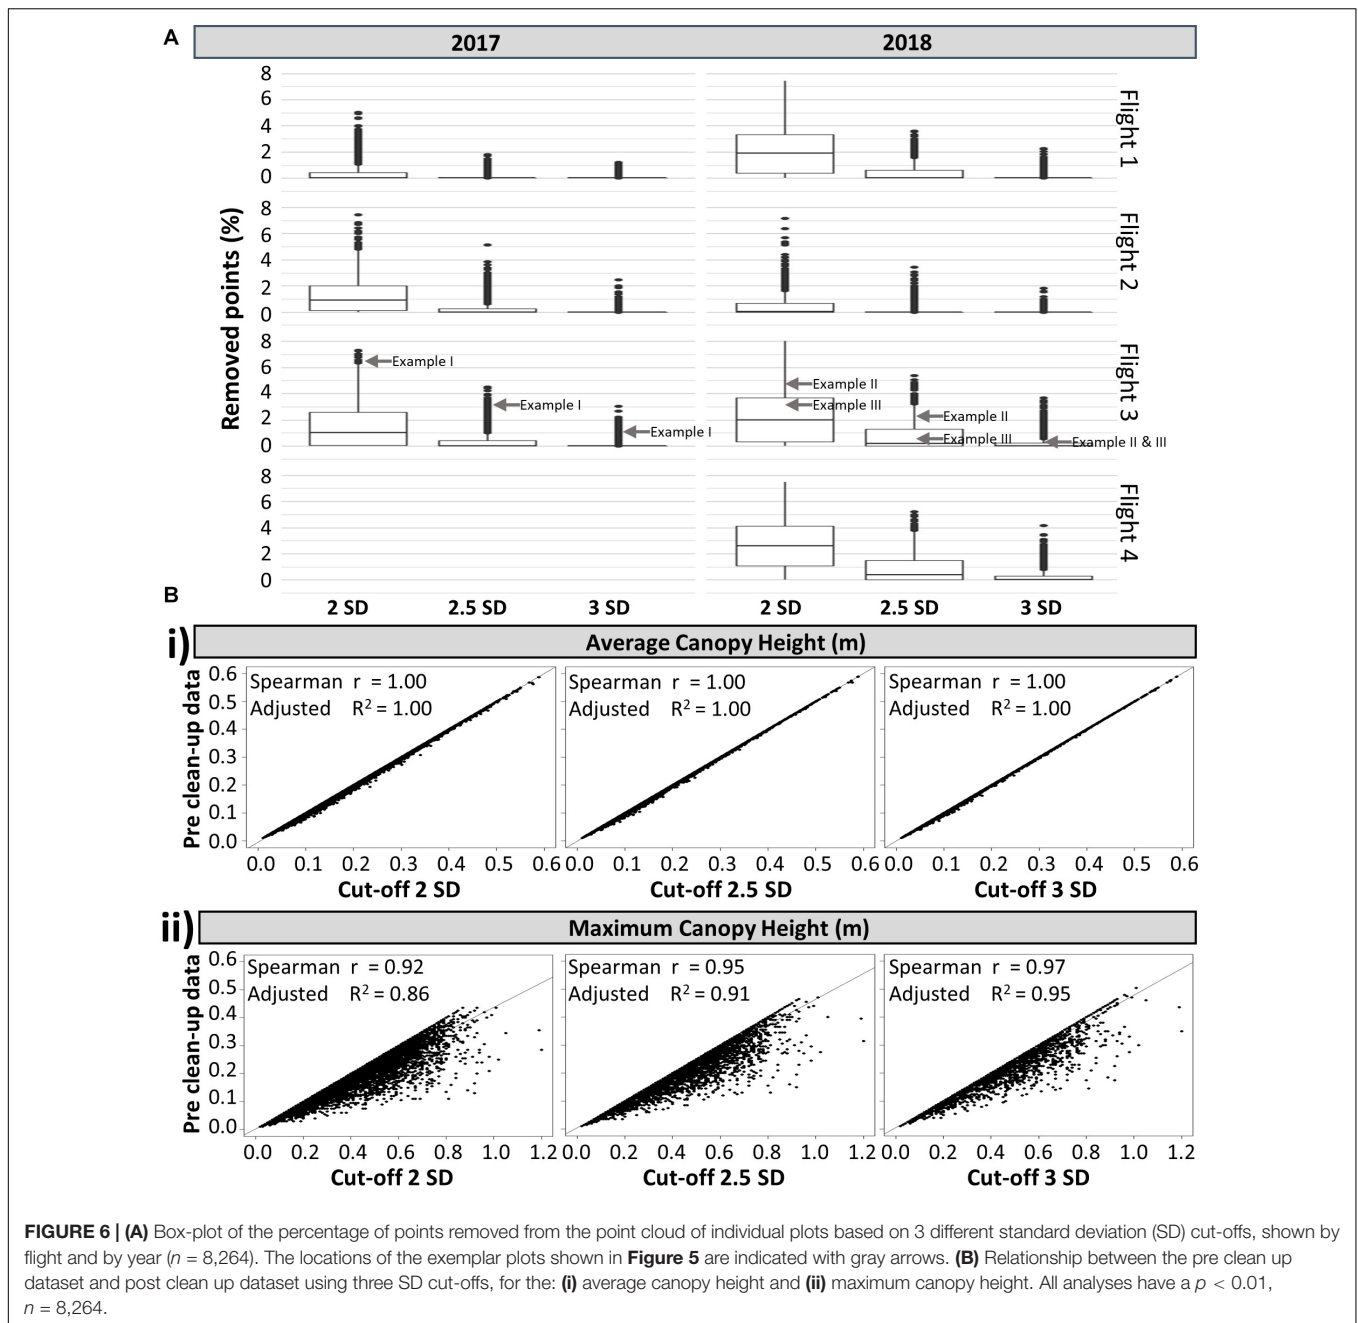 A
2017 2018
8
6
4
2
0
Flight 1
8
6
4
2
0
Flight 2
8
6
4
2
0
Flight 3
Example I
Example I
Example I
Example II
Example III
Example II
Example III
Example II & III
8
6
4
2
0
Flight 4
Removed points (%)
2 SD 2.5 SD 3 SD 2 SD 2.5 SD 3 SD
B
i)
Average Canopy Height (m)
Pre clean-up data
0.6
0.5
0.4
0.3
0.2
0.1
0.0
Spearman r = 1.00
Adjusted R² = 1.00
Spearman r = 1.00
Adjusted R² = 1.00
Spearman r = 1.00
Adjusted R² = 1.00
0.0 0.1 0.2 0.3 0.4 0.5 0.6 0.0 0.1 0.2 0.3 0.4 0.5 0.6 0.0 0.1 0.2 0.3 0.4 0.5 0.6
Cut-off 2 SD Cut-off 2.5 SD Cut-off 3 SD
ii)
Maximum Canopy Height (m)
Pre clean-up data
0.6
0.5
0.4
0.3
0.2
0.1
0.0
Spearman r = 0.92
Adjusted R² = 0.86
Spearman r = 0.95
Adjusted R² = 0.91
Spearman r = 0.97
Adjusted R² = 0.95
0.0 0.2 0.4 0.6 0.8 1.0 1.2 0.0 0.2 0.4 0.6 0.8 1.0 1.2 0.0 0.2 0.4 0.6 0.8 1.0 1.2
Cut-off 2 SD Cut-off 2.5 SD Cut-off 3 SD
FIGURE 6 | (A) Box-plot of the percentage of points removed from the point cloud of individual plots based on 3 different standard deviation (SD) cut-offs, shown by
flight and by year (n = 8,264). The locations of the exemplar plots shown in Figure 5 are indicated with gray arrows. (B) Relationship between the pre clean up
dataset and post clean up dataset using three SD cut-offs, for the: (i) average canopy height and (ii) maximum canopy height. All analyses have a p < 0.01,
n = 8,264.